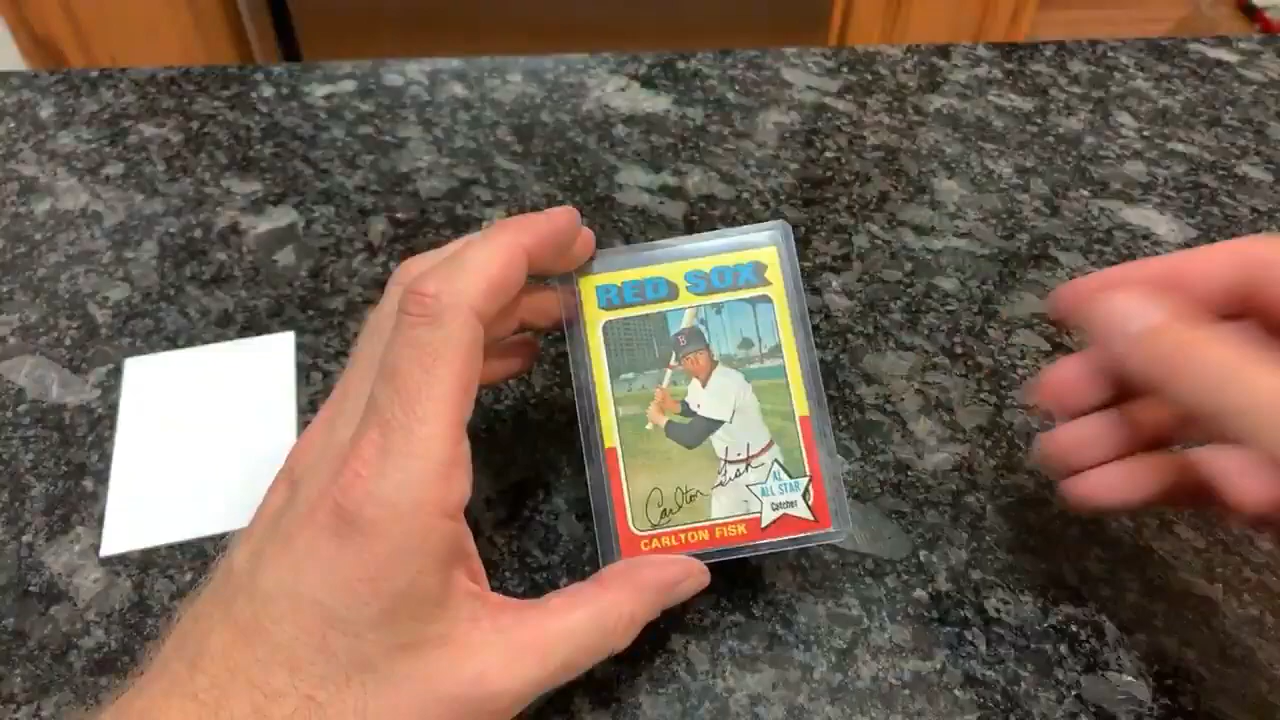 RED SOX
B
Carlton Fisk
AL
ALL STAR
Catcher
CARLTON FISK